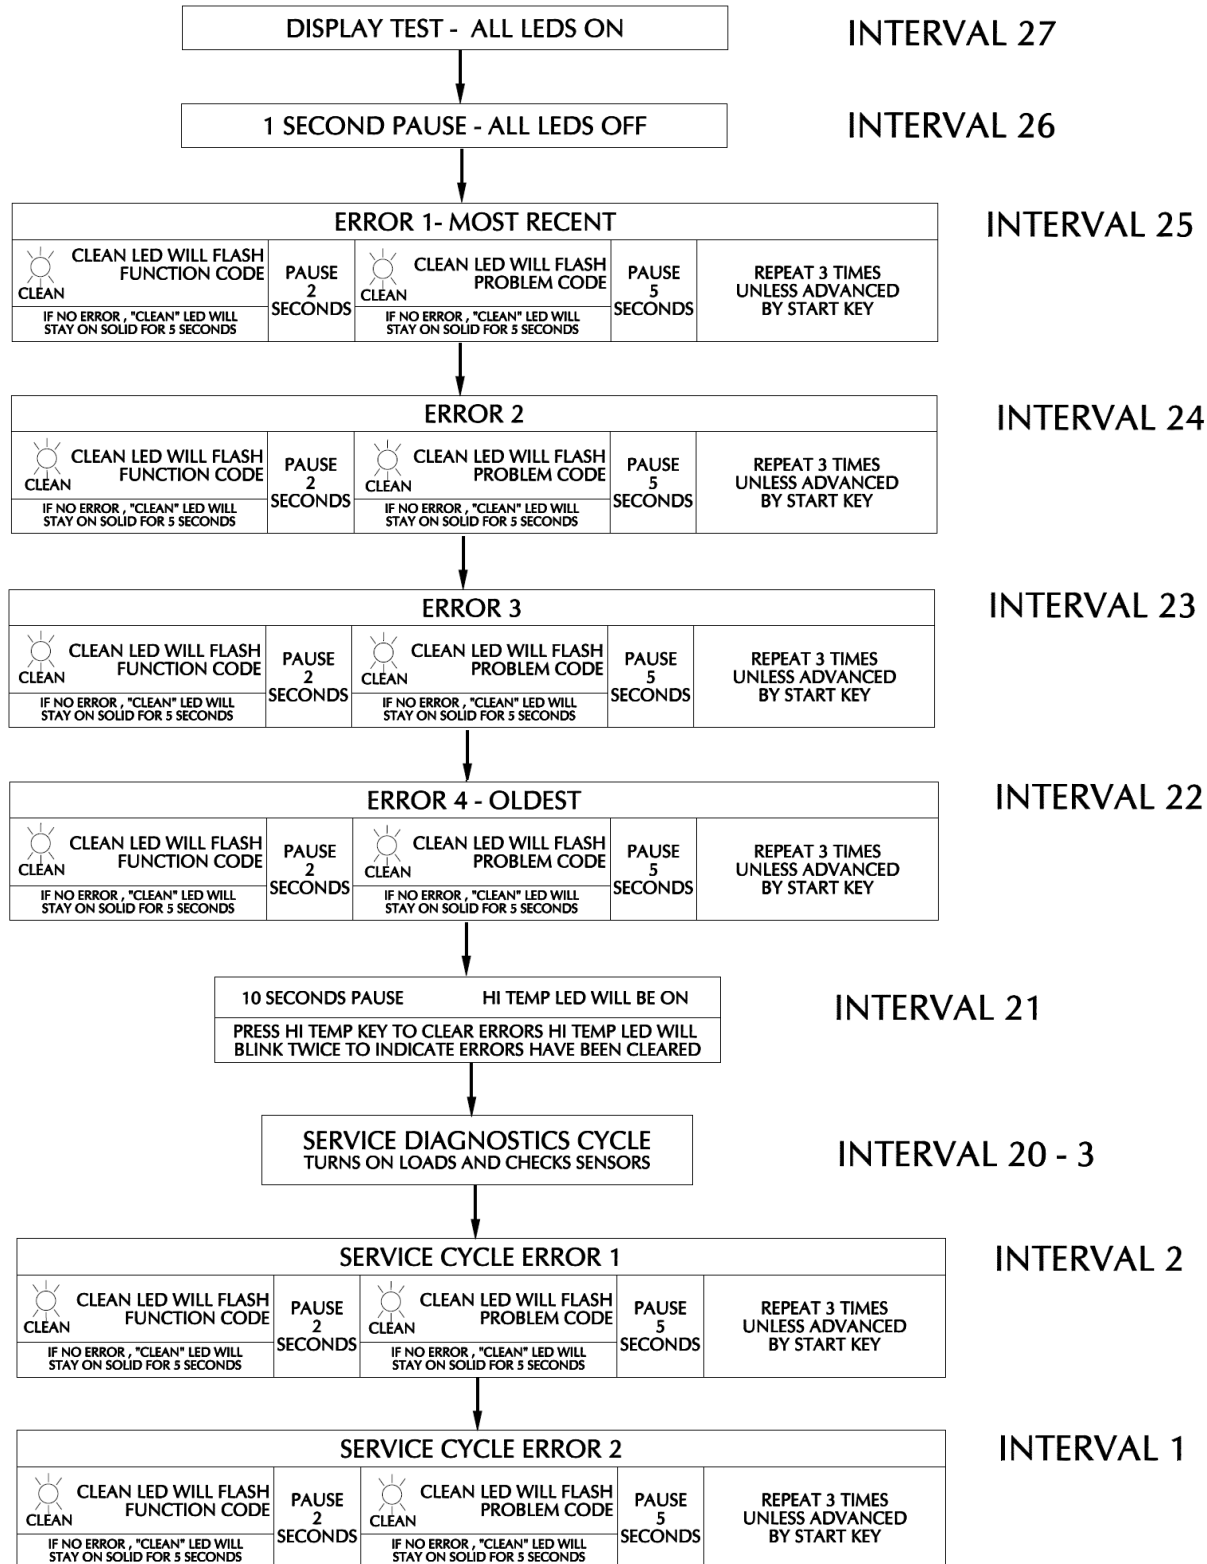 DISPLAY TEST - ALL LEDS ON
INTERVAL 27
1 SECOND PAUSE - ALL LEDS OFF
INTERVAL 26
ERROR 1- MOST RECENT
INTERVAL 25
CLEAN LED WILL FLASH
FUNCTION CODE
CLEAN
IF NO ERROR , "CLEAN" LED WILL
STAY ON SOLID FOR 5 SECONDS
PAUSE
2
SECONDS
CLEAN LED WILL FLASH
PROBLEM CODE
CLEAN
IF NO ERROR , "CLEAN" LED WILL
STAY ON SOLID FOR 5 SECONDS
PAUSE
5
SECONDS
REPEAT 3 TIMES
UNLESS ADVANCED
BY START KEY
ERROR 2
INTERVAL 24
CLEAN LED WILL FLASH
FUNCTION CODE
CLEAN
IF NO ERROR , "CLEAN" LED WILL
STAY ON SOLID FOR 5 SECONDS
PAUSE
2
SECONDS
CLEAN LED WILL FLASH
PROBLEM CODE
CLEAN
IF NO ERROR , "CLEAN" LED WILL
STAY ON SOLID FOR 5 SECONDS
PAUSE
5
SECONDS
REPEAT 3 TIMES
UNLESS ADVANCED
BY START KEY
ERROR 3
INTERVAL 23
CLEAN LED WILL FLASH
FUNCTION CODE
CLEAN
IF NO ERROR , "CLEAN" LED WILL
STAY ON SOLID FOR 5 SECONDS
PAUSE
2
SECONDS
CLEAN LED WILL FLASH
PROBLEM CODE
CLEAN
IF NO ERROR , "CLEAN" LED WILL
STAY ON SOLID FOR 5 SECONDS
PAUSE
5
SECONDS
REPEAT 3 TIMES
UNLESS ADVANCED
BY START KEY
ERROR 4 - OLDEST
INTERVAL 22
CLEAN LED WILL FLASH
FUNCTION CODE
CLEAN
IF NO ERROR , "CLEAN" LED WILL
STAY ON SOLID FOR 5 SECONDS
PAUSE
2
SECONDS
CLEAN LED WILL FLASH
PROBLEM CODE
CLEAN
IF NO ERROR , "CLEAN" LED WILL
STAY ON SOLID FOR 5 SECONDS
PAUSE
5
SECONDS
REPEAT 3 TIMES
UNLESS ADVANCED
BY START KEY
10 SECONDS PAUSE HI TEMP LED WILL BE ON
INTERVAL 21
PRESS HI TEMP KEY TO CLEAR ERRORS HI TEMP LED WILL
BLINK TWICE TO INDICATE ERRORS HAVE BEEN CLEARED
SERVICE DIAGNOSTICS CYCLE
TURNS ON LOADS AND CHECKS SENSORS
INTERVAL 20 - 3
SERVICE CYCLE ERROR 1
INTERVAL 2
CLEAN LED WILL FLASH
FUNCTION CODE
CLEAN
IF NO ERROR , "CLEAN" LED WILL
STAY ON SOLID FOR 5 SECONDS
PAUSE
2
SECONDS
CLEAN LED WILL FLASH
PROBLEM CODE
CLEAN
IF NO ERROR , "CLEAN" LED WILL
STAY ON SOLID FOR 5 SECONDS
PAUSE
5
SECONDS
REPEAT 3 TIMES
UNLESS ADVANCED
BY START KEY
SERVICE CYCLE ERROR 2
INTERVAL 1
CLEAN LED WILL FLASH
FUNCTION CODE
CLEAN
IF NO ERROR , "CLEAN" LED WILL
STAY ON SOLID FOR 5 SECONDS
PAUSE
2
SECONDS
CLEAN LED WILL FLASH
PROBLEM CODE
CLEAN
IF NO ERROR , "CLEAN" LED WILL
STAY ON SOLID FOR 5 SECONDS
PAUSE
5
SECONDS
REPEAT 3 TIMES
UNLESS ADVANCED
BY START KEY